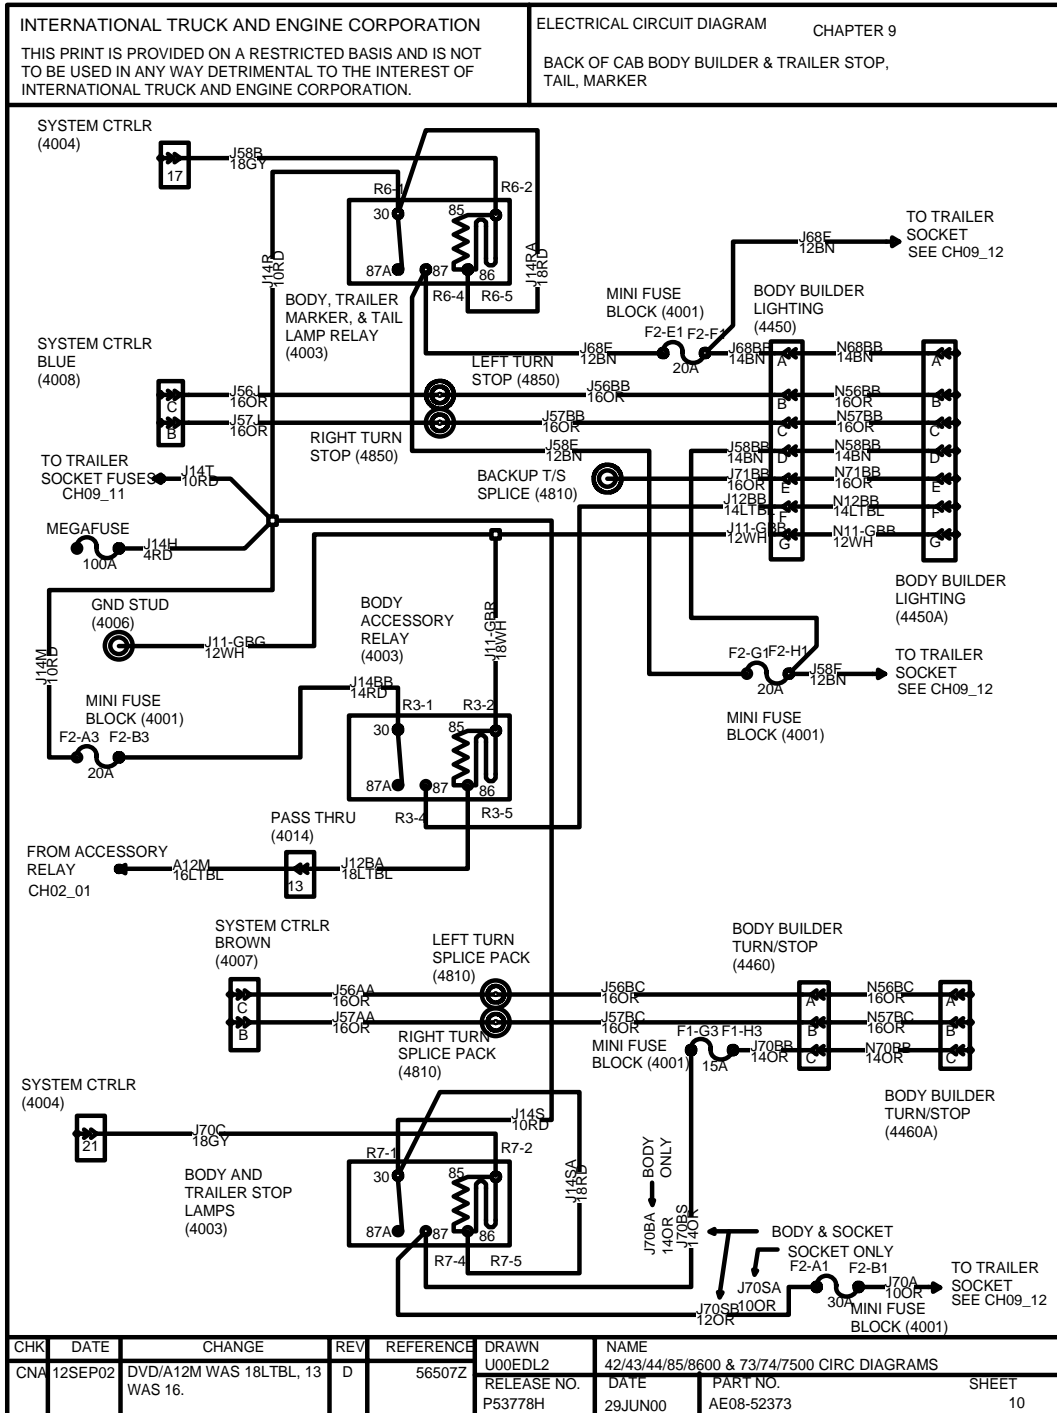 INTERNATIONAL TRUCK AND ENGINE CORPORATION
THIS PRINT IS PROVIDED ON A RESTRICTED BASIS AND IS NOT
TO BE USED IN ANY WAY DETRIMENTAL TO THE INTEREST OF
INTERNATIONAL TRUCK AND ENGINE CORPORATION.
ELECTRICAL CIRCUIT DIAGRAM
CHAPTER 9
BACK OF CAB BODY BUILDER & TRAILER STOP,
TAIL, MARKER
SYSTEM CTRLR
(4004)
17
J58B
18GY
R6-1
R6-2
30
85
87A
87
86
R6-4
R6-5
J14R
10RD
J14RA
18RD
BODY, TRAILER
MARKER, & TAIL
LAMP RELAY
(4003)
J68F
12BN
TO TRAILER
SOCKET
SEE CH09_12
MINI FUSE
BLOCK (4001)
F2-E1
F2-F1
20A
J68E
12BN
BODY BUILDER
LIGHTING
(4450)
J68BB
14BN
A
N68BB
14BN
A
SYSTEM CTRLR
BLUE
(4008)
C
B
J56J
16OR
J57J
16OR
LEFT TURN
STOP (4850)
RIGHT TURN
STOP (4850)
J56BB
16OR
B
N56BB
16OR
B
J57BB
16OR
C
N57BB
16OR
C
J58E
12BN
J58BB
14BN
D
N58BB
14BN
D
BACKUP T/S
SPLICE (4810)
J71BB
16OR
E
N71BB
16OR
E
J12BB
14LTBL
F
N12BB
14LTBL
F
J11-GBB
12WH
G
N11-GBB
12WH
G
TO TRAILER
SOCKET FUSES
CH09_11
J14T
10RD
MEGAFUSE
100A
J14H
4RD
GND STUD
(4006)
J11-GBG
12WH
BODY
ACCESSORY
RELAY
(4003)
J11-GBR
18WH
BODY BUILDER
LIGHTING
(4450A)
J14M
10RD
J14BB
14RD
MINI FUSE
BLOCK (4001)
F2-A3
F2-B3
20A
R3-1
R3-2
30
85
87A
87
86
R3-4
R3-5
F2-G1
F2-H1
20A
J58F
12BN
TO TRAILER
SOCKET
SEE CH09_12
MINI FUSE
BLOCK (4001)
PASS THRU
(4014)
13
FROM ACCESSORY
RELAY
CH02_01
A12M
16LTBL
J12BA
18LTBL
SYSTEM CTRLR
BROWN
(4007)
C
B
J56AA
16OR
J57AA
16OR
LEFT TURN
SPLICE PACK
(4810)
RIGHT TURN
SPLICE PACK
(4810)
J56BC
16OR
J57BC
16OR
BODY BUILDER
TURN/STOP
(4460)
A
B
C
N56BC
16OR
N57BC
16OR
N70BB
14OR
A
B
C
MINI FUSE
BLOCK (4001)
F1-G3
F1-H3
15A
J70BB
14OR
BODY BUILDER
TURN/STOP
(4460A)
SYSTEM CTRLR
(4004)
21
J70C
18GY
J14S
10RD
R7-1
R7-2
30
85
87A
87
86
R7-4
R7-5
J14SA
18RD
BODY AND
TRAILER STOP
LAMPS
(4003)
BODY
ONLY
J70BA
14OR
J70BS
14OR
BODY & SOCKET
SOCKET ONLY
F2-A1
F2-B1
30A
J70SA
10OR
J70SB
12OR
J70A
10OR
MINI FUSE
BLOCK (4001)
TO TRAILER
SOCKET
SEE CH09_12
CHK
DATE
CHANGE
REV
REFERENCE
CNA
12SEP02
DVD/A12M WAS 18LTBL, 13
WAS 16.
D
56507Z
DRAWN
U00EDL2
NAME
42/43/44/85/8600 & 73/74/7500 CIRC DIAGRAMS
RELEASE NO.
P53778H
DATE
29JUN00
PART NO.
AE08-52373
SHEET
10